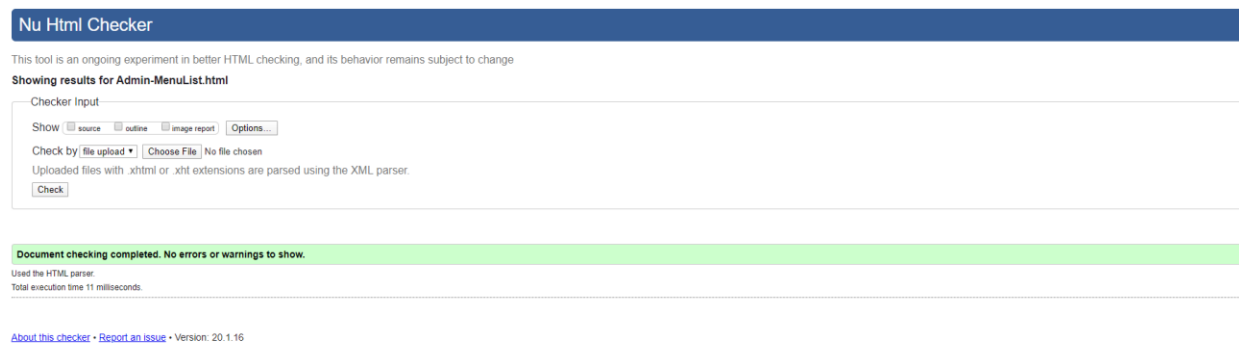 Nu Html Checker
This tool is an ongoing experiment in better HTML checking, and its behavior remains subject to change
Showing results for Admin-MenuList.html
Checker Input
Show source outline image report Options...
Check by file upload ▾ Choose File No file chosen
Uploaded files with .xhtml or .xht extensions are parsed using the XML parser.
Check
Document checking completed. No errors or warnings to show.
Used the HTML parser.
Total execution time 11 milliseconds.
About this checker • Report an issue • Version: 20.1.16